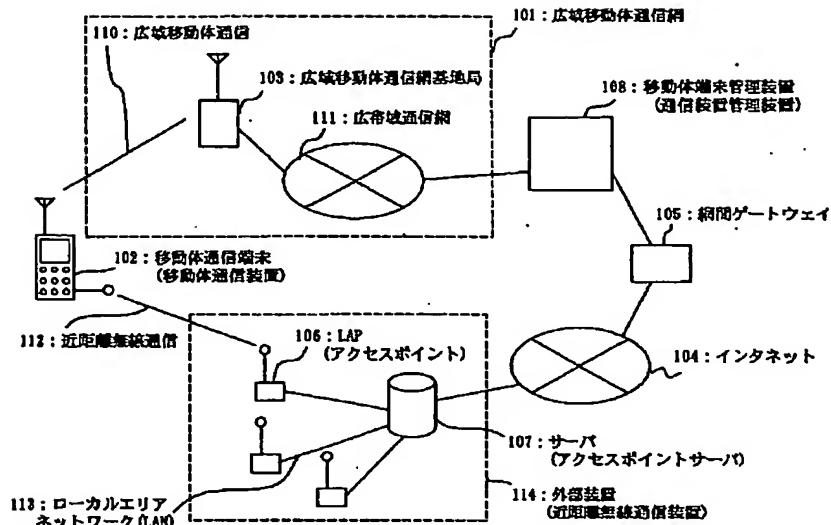 110：広域移動体通信
101：広域移動体通信網
103：広域移動体通信網基地局
108：移動体端末管理装置
(通信装置管理装置)
111：広帯域通信網
105：網間ゲートウェイ
102：移動体通信端末
(移動体通信装置)
112：近距離無線通信
106：LAP
(アクセスポイント)
104：インタネット
107：サーバ
(アクセスポイントサーバ)
113：ローカルエリア
ネットワーク(LAN)
114：外部装置
(近距離無線通信装置)